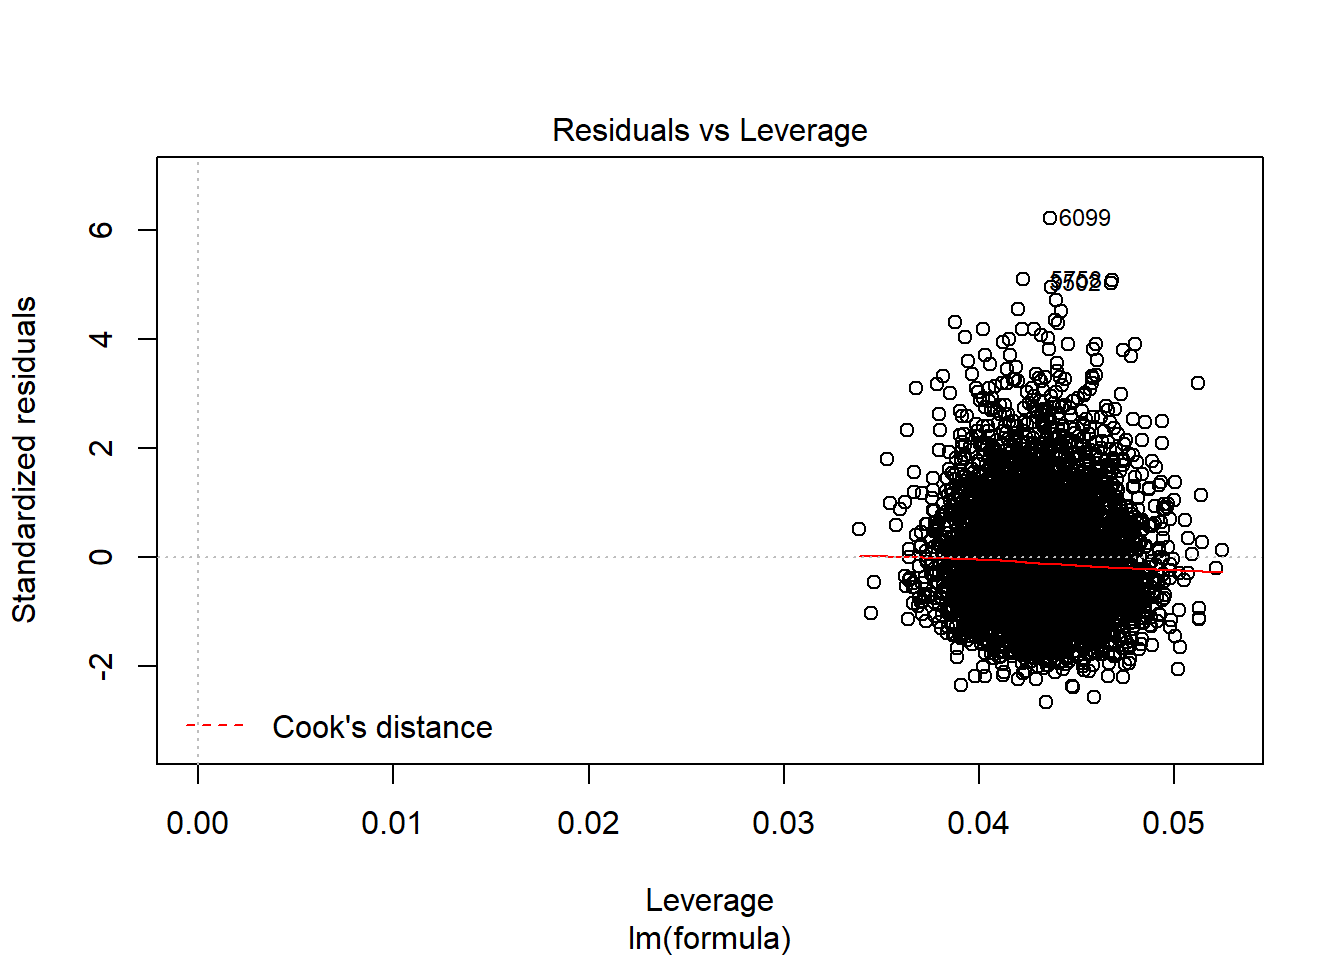 Residuals vs Leverage
Standardized residuals
6
4
2
0
-2
6099
Cook's distance
0.00 0.01 0.02 0.03 0.04 0.05
Leverage
lm(formula)